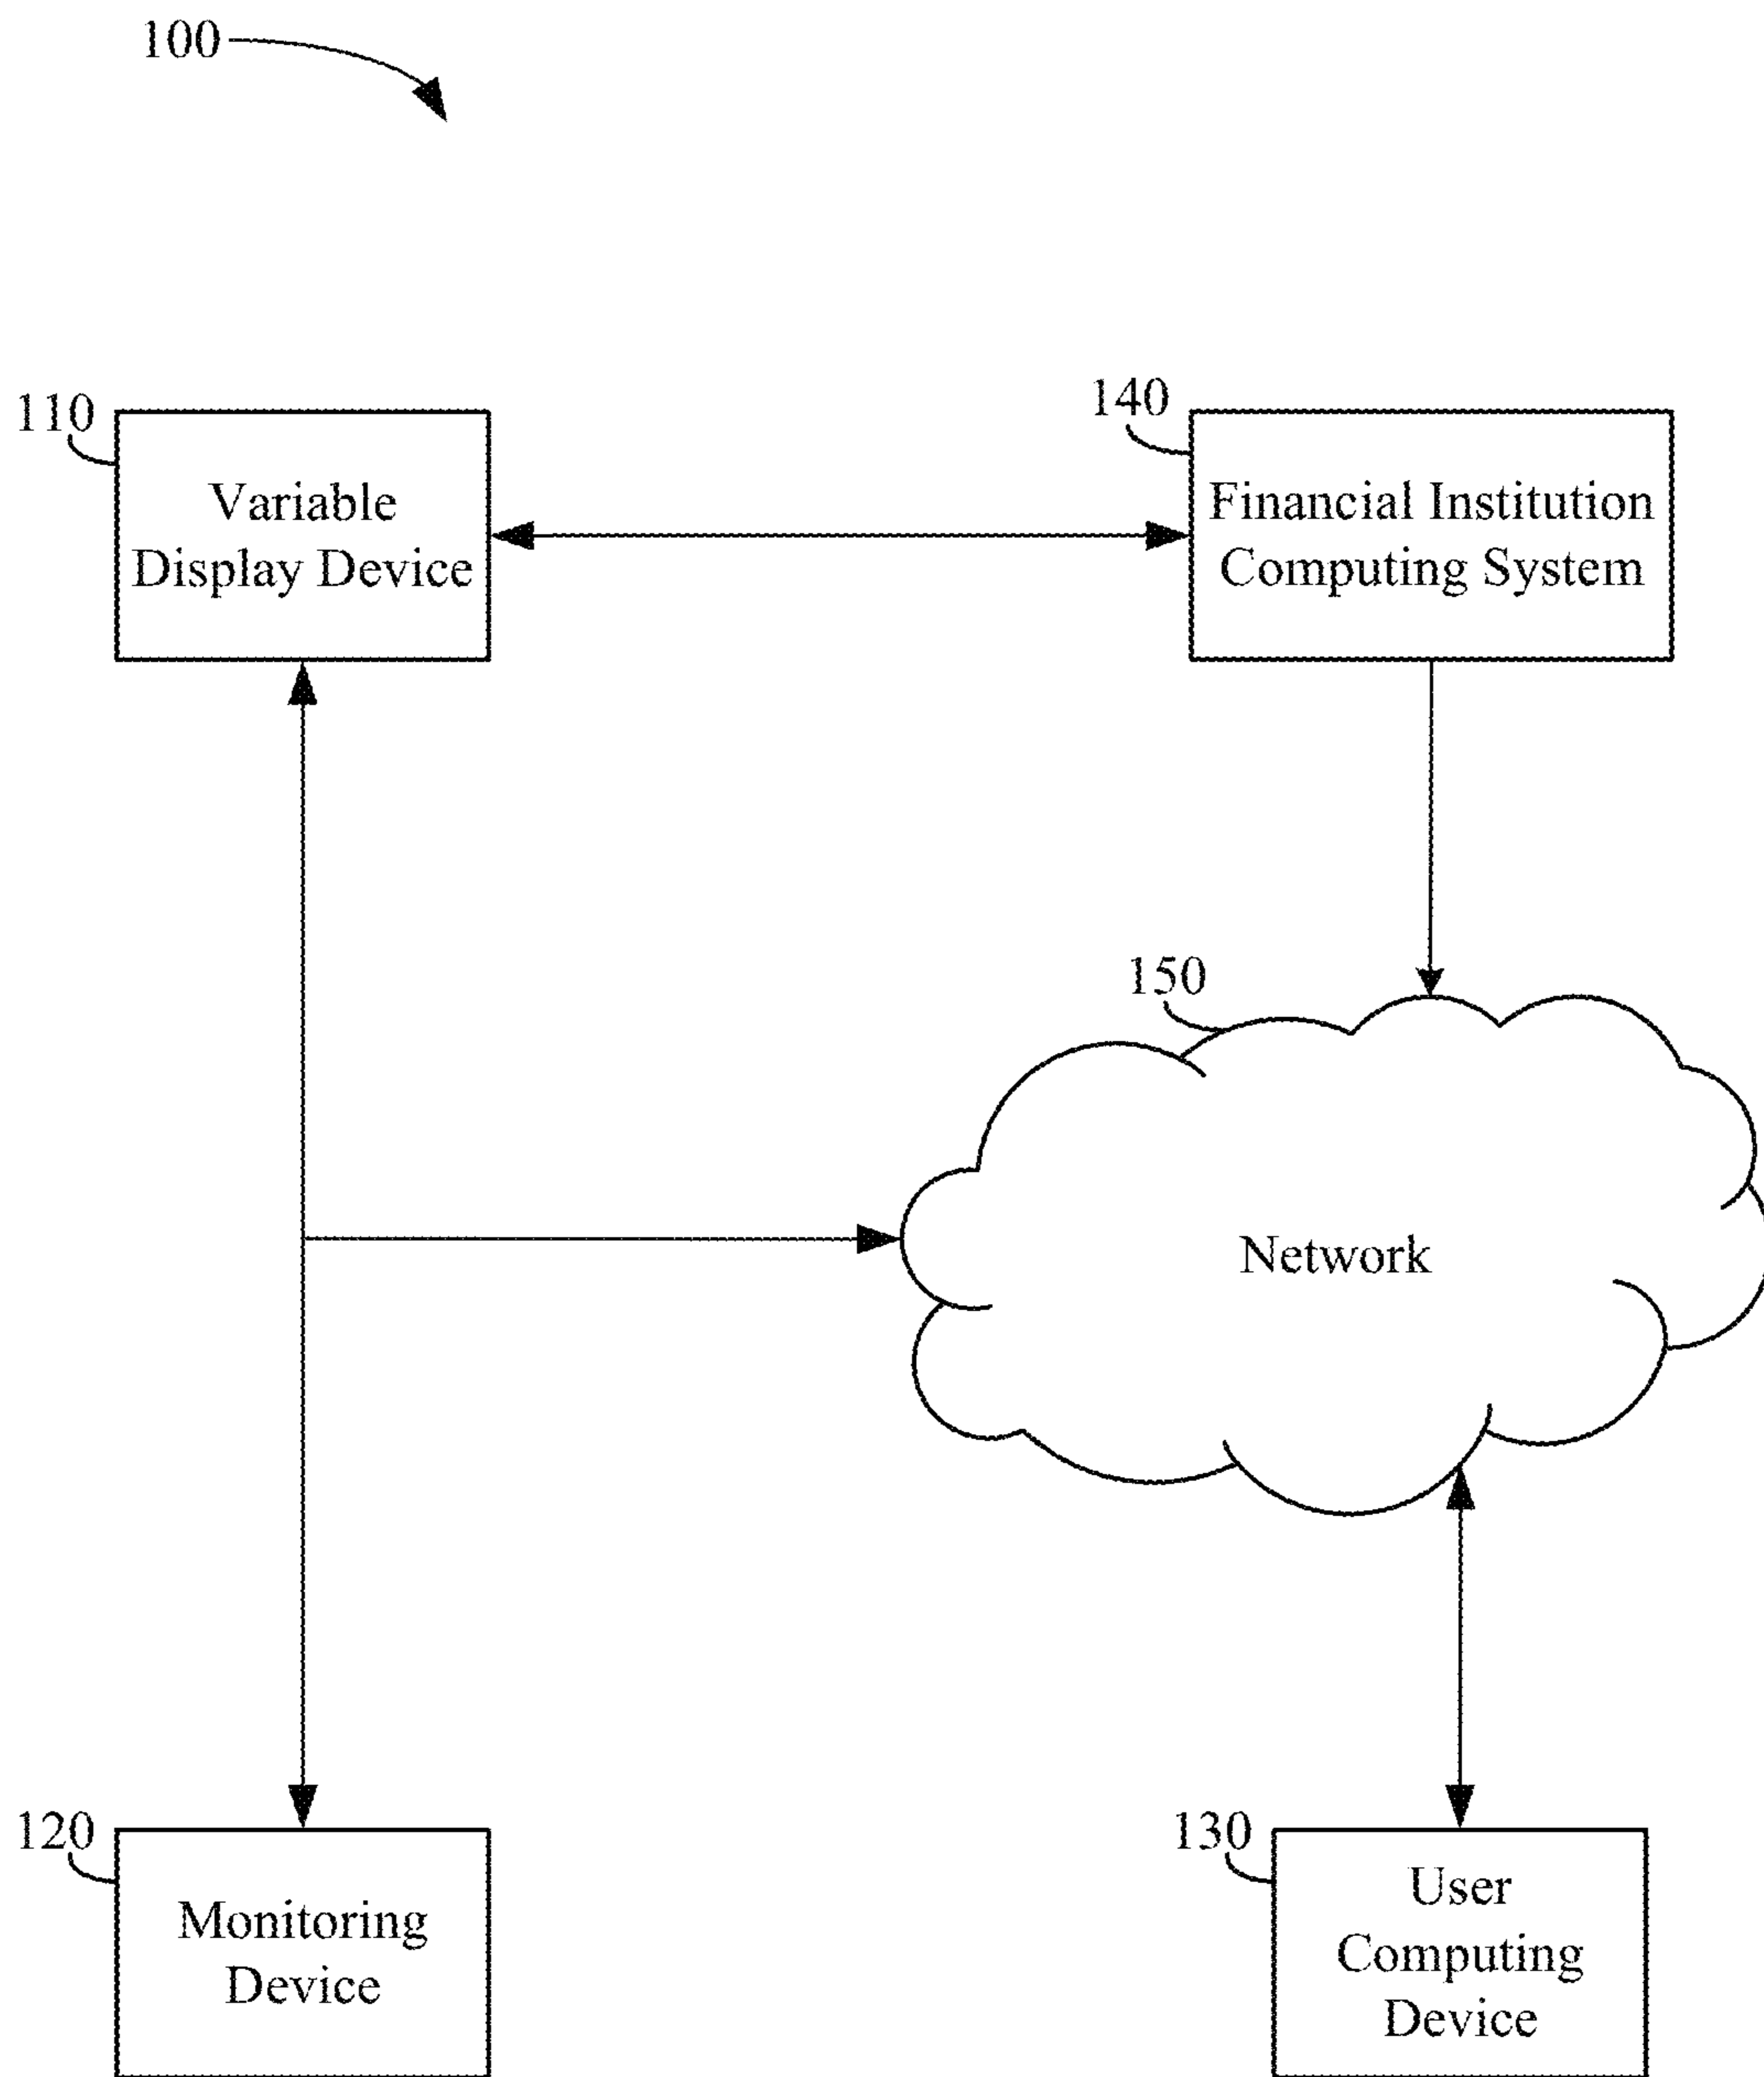 100
110
Variable
Display Device
140
Financial Institution
Computing System
150
Network
120
Monitoring
Device
130
User
Computing
Device